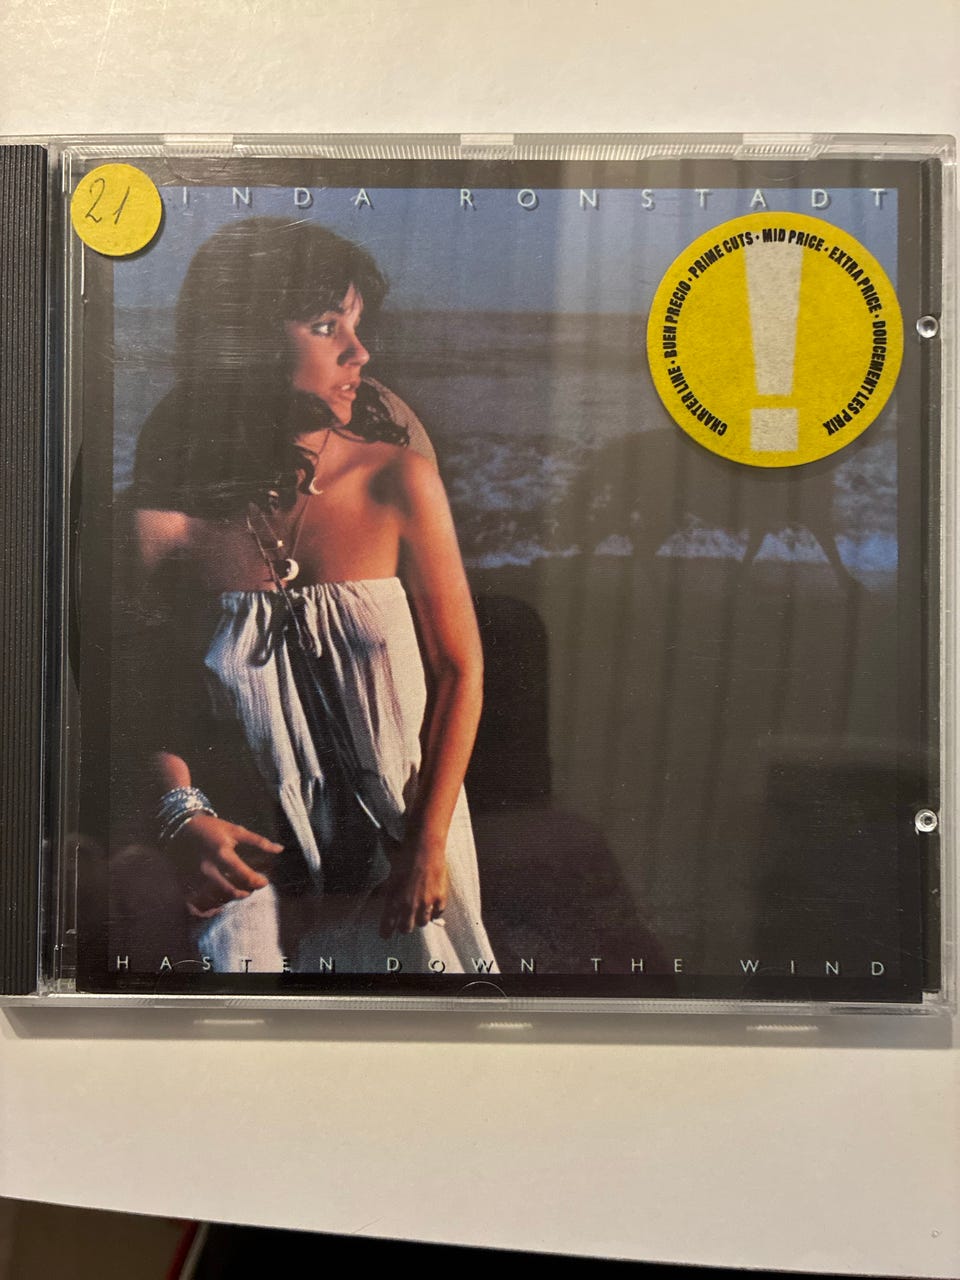 21
INDA RONSTADT
CHARTER LINE • BUEN PRECIO • PRIME CUTS • MID PRICE • EXTRA PRICE • DOUCEMENT LES PRIX
!
HASTEN DOWN THE WIND